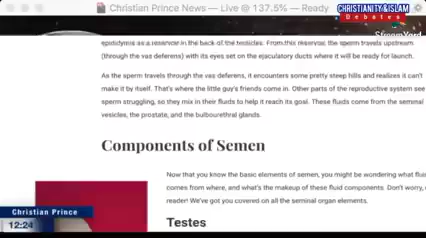 Christian Prince News — Live @ 137.5% — Ready
CHRISTIANITY&ISLAM
Debates
StreamYard
epididymis as a reservoir in the back of the testicles. From this reservoir, the sperm travels upstream
(through the vas deferens) with its eyes set on the ejaculatory ducts where it will be ready for launch.
As the sperm travels through the vas deferens, it encounters some pretty steep hills and realizes it can't
make it by itself. That's where the little guy's friends come in. Other parts of the reproductive system see
sperm struggling, so they mix in their fluids to help it reach its goal. These fluids come from the seminal
vesicles, the prostate, and the bulbourethral glands.
Components of Semen
Now that you know the basic elements of semen, you might be wondering what flui
comes from where, and what's the makeup of these fluid components. Don't worry,
reader! We've got you covered on all the seminal organ elements.
Testes
Christian Prince
12:24